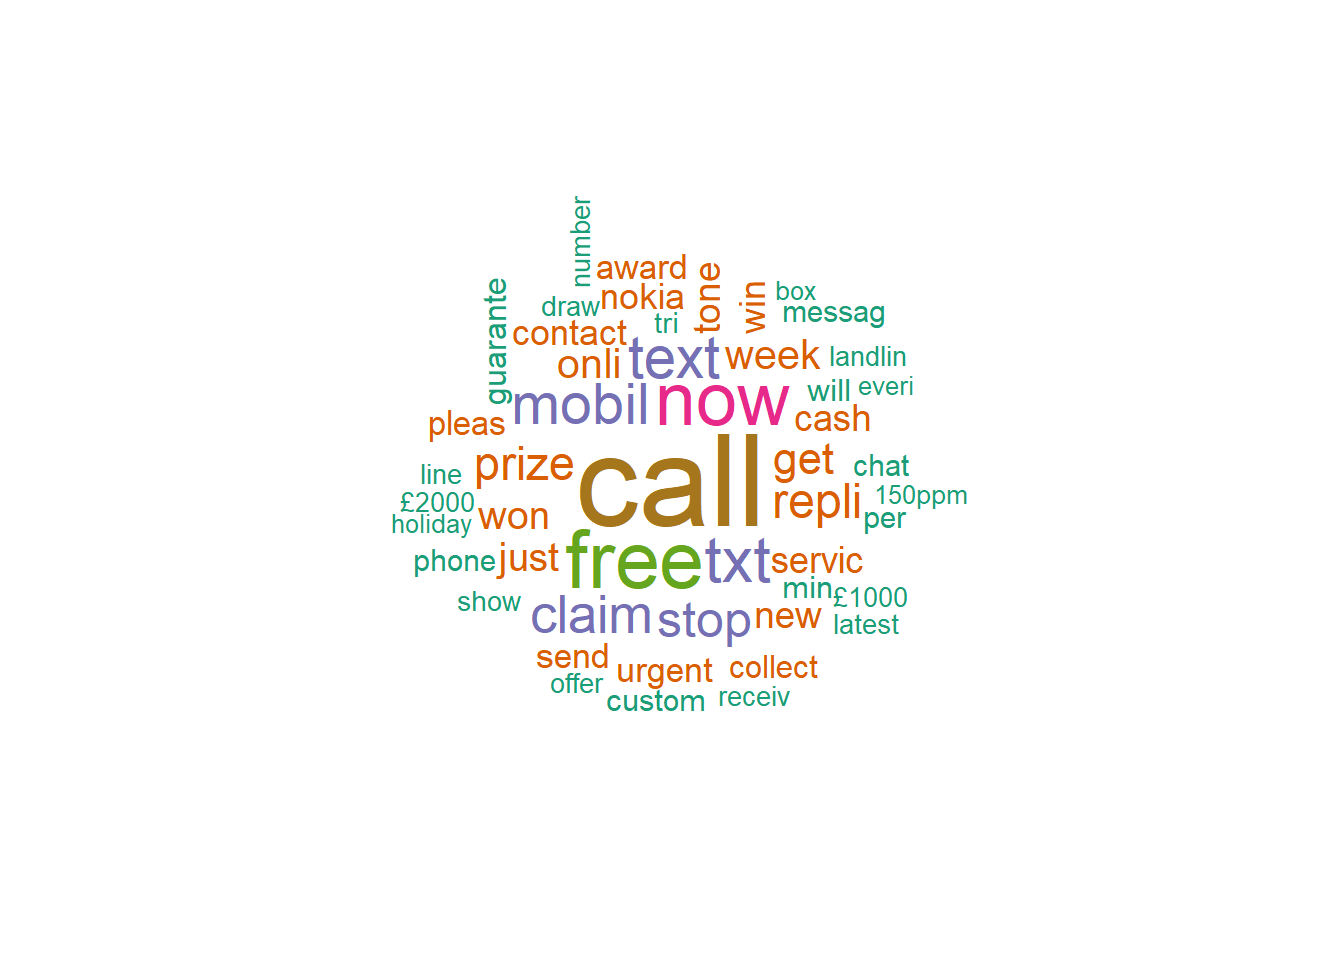 number
award
tone
win
box
guarante
draw
nokia
tri
messag
contact
onli
text
week
landlin
mobil
now
will
everi
pleas
cash
call
prize
get
chat
line
repli
150ppm
£2000
won
per
holiday
phone
just
free
txt
servic
min
£1000
show
claim
stop
new
latest
send
urgent
collect
offer
custom
receiv